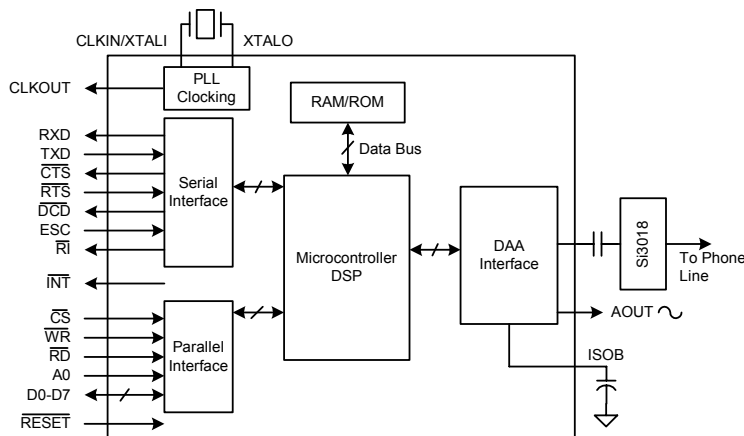 CLKIN/XTALI
XTALO
PLL
Clocking
CLKOUT
RAM/ROM
Data Bus
RXD
TXD
CTS
RTS
DCD
ESC
RI
Serial
Interface
INT
Microcontroller
DSP
DAA
Interface
Si3018
To Phone
Line
AOUT
CS
WR
RD
A0
D0-D7
Parallel
Interface
ISOB
RESET